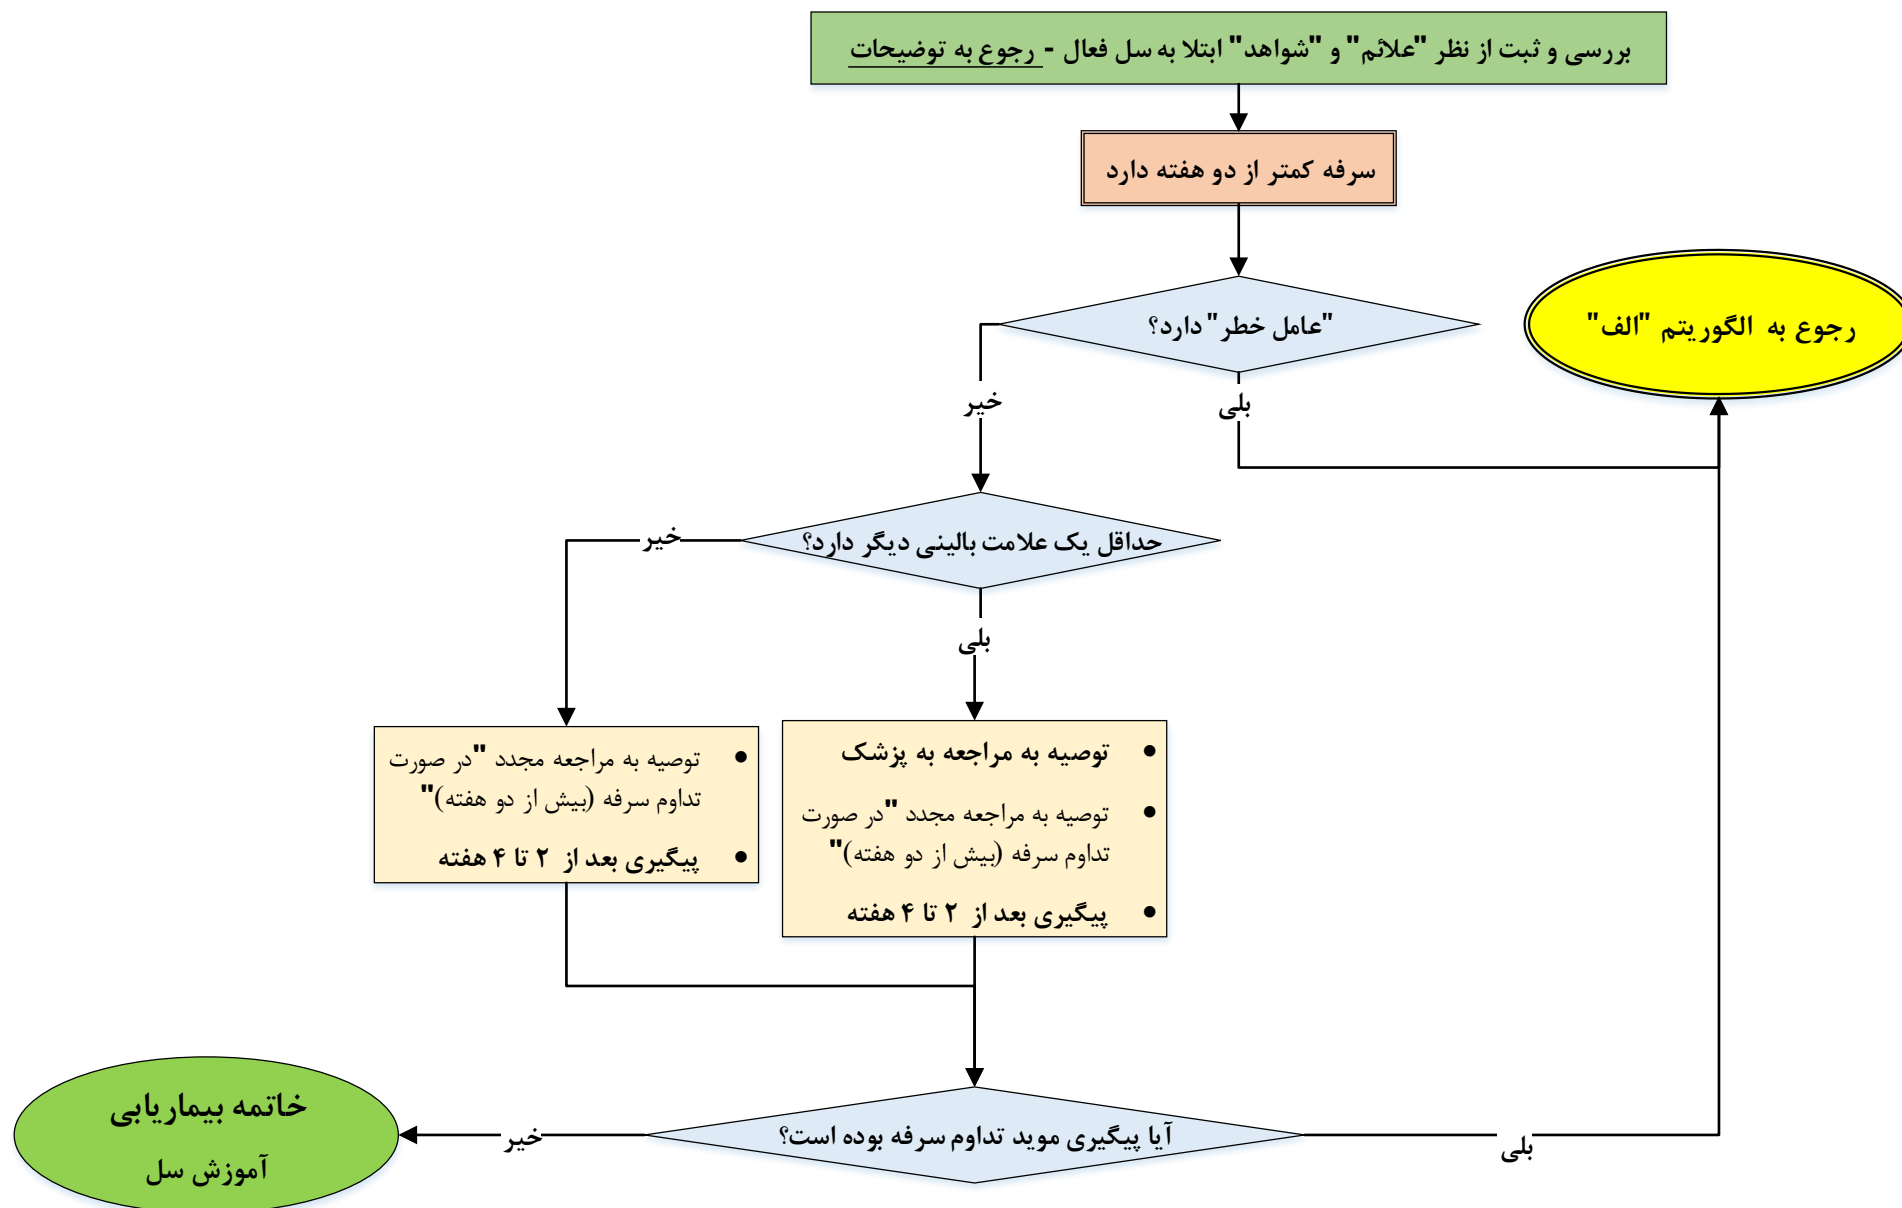 بررسی و ثبت از نظر "علائم" و "شواهد" ابتلا به سل فعال - رجوع به توضیحات
سرفه کمتر از دو هفته دارد
"عامل خطر" دارد؟
رجوع به الگوریتم "الف"
خیر
بلی
حداقل یک علامت بالینی دیگر دارد؟
خیر
بلی
• توصیه به مراجعه به پزشک
• توصیه به مراجعه مجدد "در صورت
تداوم سرفه (بیش از دو هفته)"
• پیگیری بعد از ۲ تا ۴ هفته
• توصیه به مراجعه مجدد "در صورت
تداوم سرفه (بیش از دو هفته)"
• پیگیری بعد از ۲ تا ۴ هفته
آیا پیگیری موید تداوم سرفه بوده است؟
بلی
خیر
خاتمه بیماریابی
آموزش سل